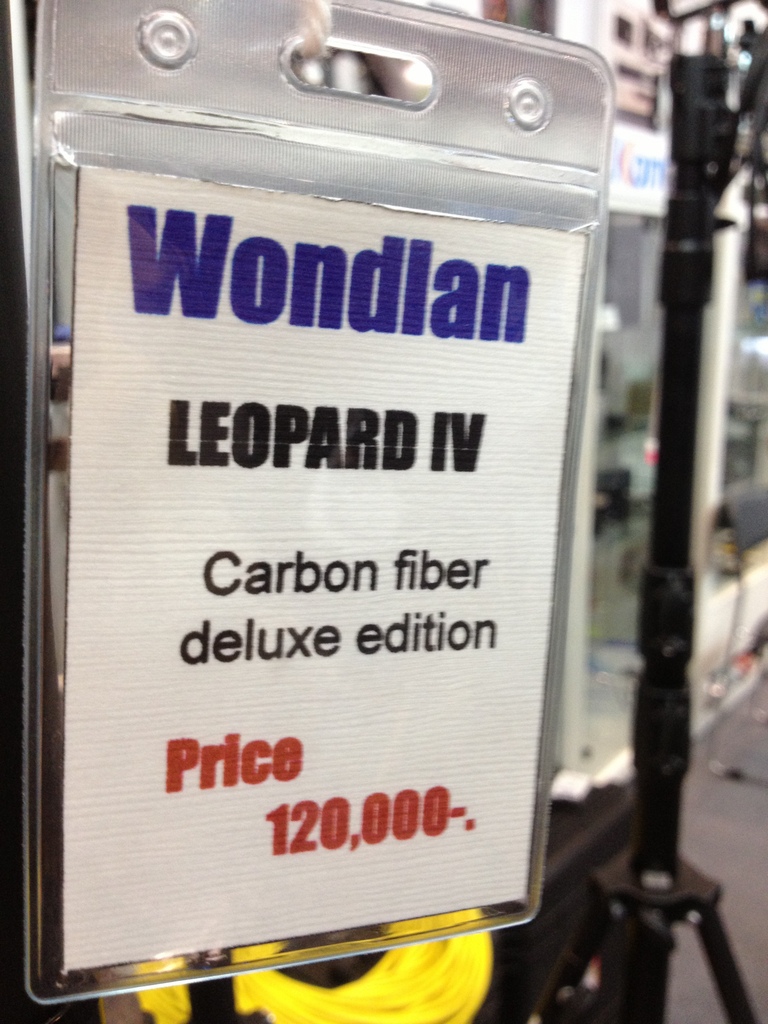 Wondlan
LEOPARD IV
Carbon fiber
deluxe edition
Price
120,000-.